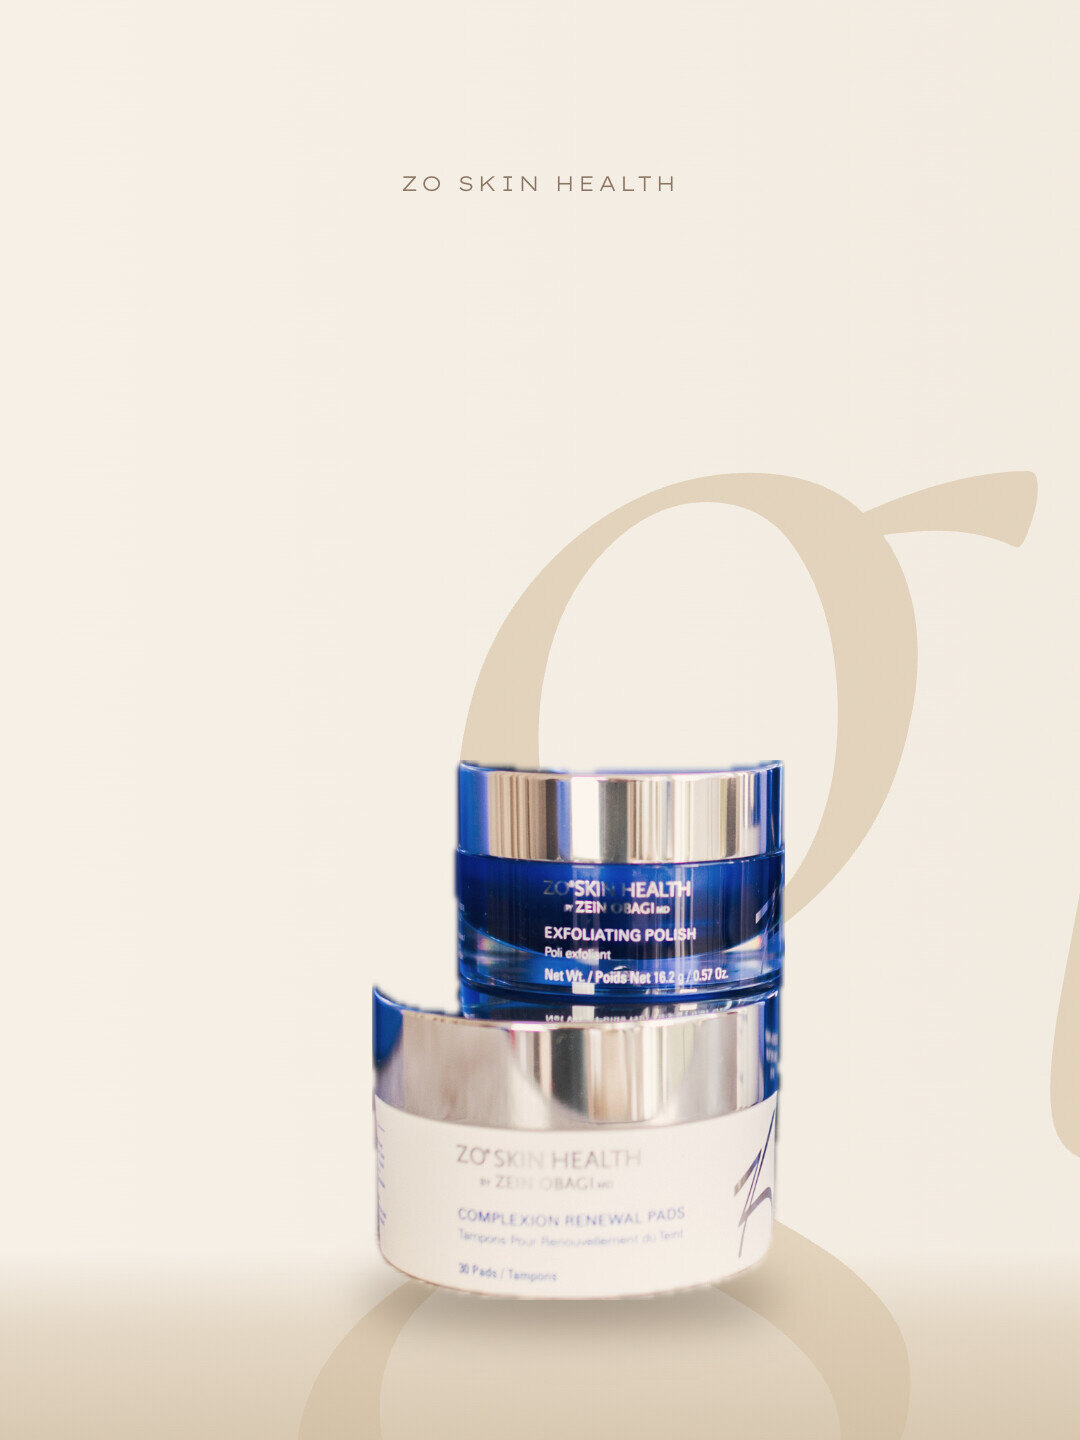 ZO SKIN HEALTH
g
ZO® SKIN HEALTH
BY ZEIN OBAGI MD
EXFOLIATING POLISH
Poli exfoliant
Net Wt. / Poids Net 16.2 g / 0.57 Oz.
ZO® SKIN HEALTH
BY ZEIN OBAGI MD
COMPLEXION RENEWAL PADS
Tampons Pour Renouvellement du Teint
30 Pads / Tampons